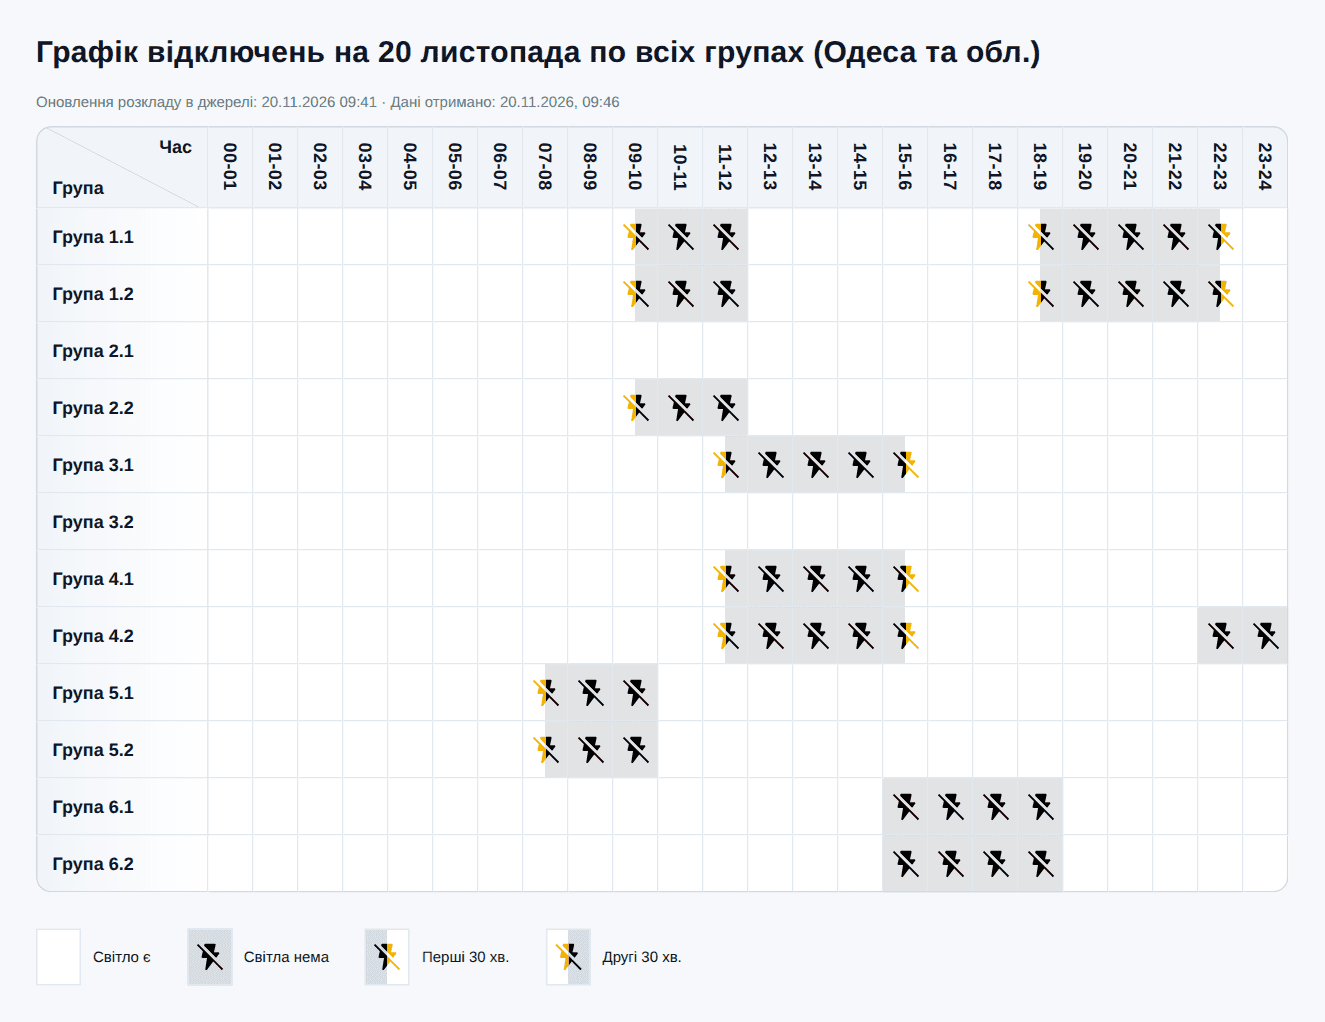 Графік відключень на 20 листопада по всіх групах (Одеса та обл.)
Оновлення розкладу в джерелі: 20.11.2026 09:41 · Дані отримано: 20.11.2026, 09:46
Час
Група
00-01 01-02 02-03 03-04 04-05 05-06 06-07 07-08 08-09 09-10 10-11 11-12 12-13 13-14 14-15 15-16 16-17 17-18 18-19 19-20 20-21 21-22 22-23 23-24
Група 1.1
Група 1.2
Група 2.1
Група 2.2
Група 3.1
Група 3.2
Група 4.1
Група 4.2
Група 5.1
Група 5.2
Група 6.1
Група 6.2
Світло є Світла нема Перші 30 хв. Другі 30 хв.